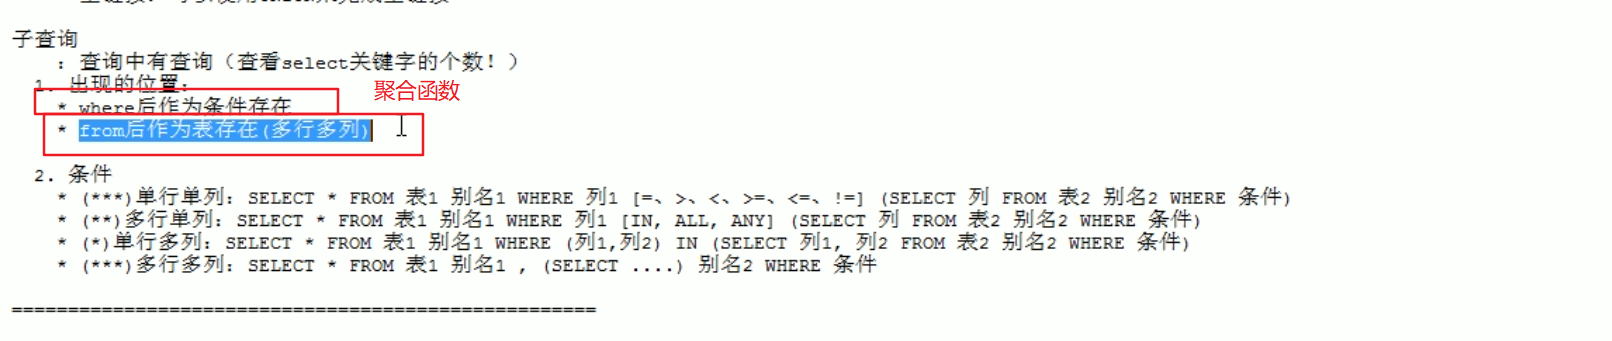 子查询
：查询中有查询（查看select关键字的个数！）
1. 出现的位置：
* where后作为条件存在
聚合函数
* from后作为表存在(多行多列)
2. 条件
* (***)单行单列：SELECT * FROM 表1 别名1 WHERE 列1 [=、>、<、>=、<=、!=] (SELECT 列 FROM 表2 别名2 WHERE 条件)
* (**)多行单列：SELECT * FROM 表1 别名1 WHERE 列1 [IN, ALL, ANY] (SELECT 列 FROM 表2 别名2 WHERE 条件)
* (*)单行多列：SELECT * FROM 表1 别名1 WHERE (列1,列2) IN (SELECT 列1, 列2 FROM 表2 别名2 WHERE 条件)
* (***)多行多列：SELECT * FROM 表1 别名1 , (SELECT ....) 别名2 WHERE 条件
====================================================